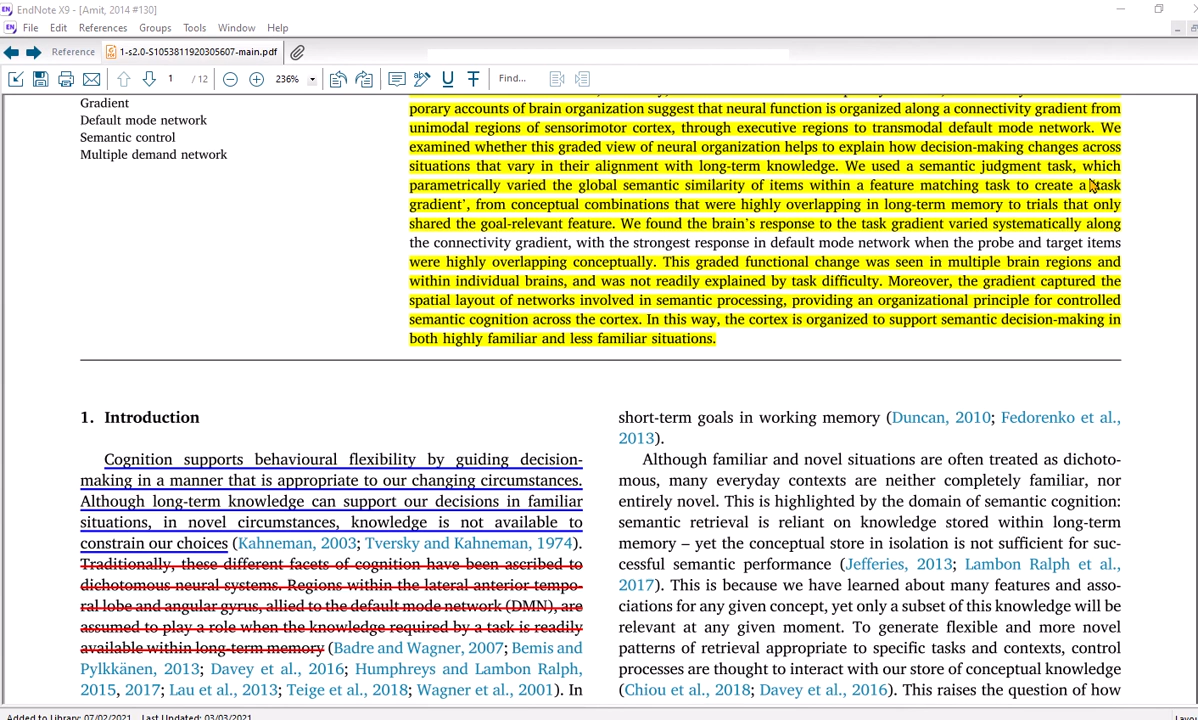 EndNote X9 - [Amit, 2014 #130]
EN File Edit References Groups Tools Window Help
Reference 1-s2.0-S1053811920305607-main.pdf
1 / 12 236% Find...
Gradient
Default mode network
Semantic control
Multiple demand network
porary accounts of brain organization suggest that neural function is organized along a connectivity gradient from
unimodal regions of sensorimotor cortex, through executive regions to transmodal default mode network. We
examined whether this graded view of neural organization helps to explain how decision-making changes across
situations that vary in their alignment with long-term knowledge. We used a semantic judgment task, which
parametrically varied the global semantic similarity of items within a feature matching task to create a 'task
gradient', from conceptual combinations that were highly overlapping in long-term memory to trials that only
shared the goal-relevant feature. We found the brain's response to the task gradient varied systematically along
the connectivity gradient, with the strongest response in default mode network when the probe and target items
were highly overlapping conceptually. This graded functional change was seen in multiple brain regions and
within individual brains, and was not readily explained by task difficulty. Moreover, the gradient captured the
spatial layout of networks involved in semantic processing, providing an organizational principle for controlled
semantic cognition across the cortex. In this way, the cortex is organized to support semantic decision-making in
both highly familiar and less familiar situations.
1. Introduction
Cognition supports behavioural flexibility by guiding decision-
making in a manner that is appropriate to our changing circumstances.
Although long-term knowledge can support our decisions in familiar
situations, in novel circumstances, knowledge is not available to
constrain our choices (Kahneman, 2003; Tversky and Kahneman, 1974).
Traditionally, these different facets of cognition have been ascribed to
dichotomous neural systems. Regions within the lateral anterior tempo-
ral lobe and angular gyrus, allied to the default mode network (DMN), are
assumed to play a role when the knowledge required by a task is readily
available within long-term memory (Badre and Wagner, 2007; Bemis and
Pylkkänen, 2013; Davey et al., 2016; Humphreys and Lambon Ralph,
2015, 2017; Lau et al., 2013; Teige et al., 2018; Wagner et al., 2001). In
short-term goals in working memory (Duncan, 2010; Fedorenko et al.,
2013).
Although familiar and novel situations are often treated as dichoto-
mous, many everyday contexts are neither completely familiar, nor
entirely novel. This is highlighted by the domain of semantic cognition:
semantic retrieval is reliant on knowledge stored within long-term
memory – yet the conceptual store in isolation is not sufficient for suc-
cessful semantic performance (Jefferies, 2013; Lambon Ralph et al.,
2017). This is because we have learned about many features and asso-
ciations for any given concept, yet only a subset of this knowledge will be
relevant at any given moment. To generate flexible and more novel
patterns of retrieval appropriate to specific tasks and contexts, control
processes are thought to interact with our store of conceptual knowledge
(Chiou et al., 2018; Davey et al., 2016). This raises the question of how
Added to Library: 07/02/2021 Last Updated: 03/03/2021